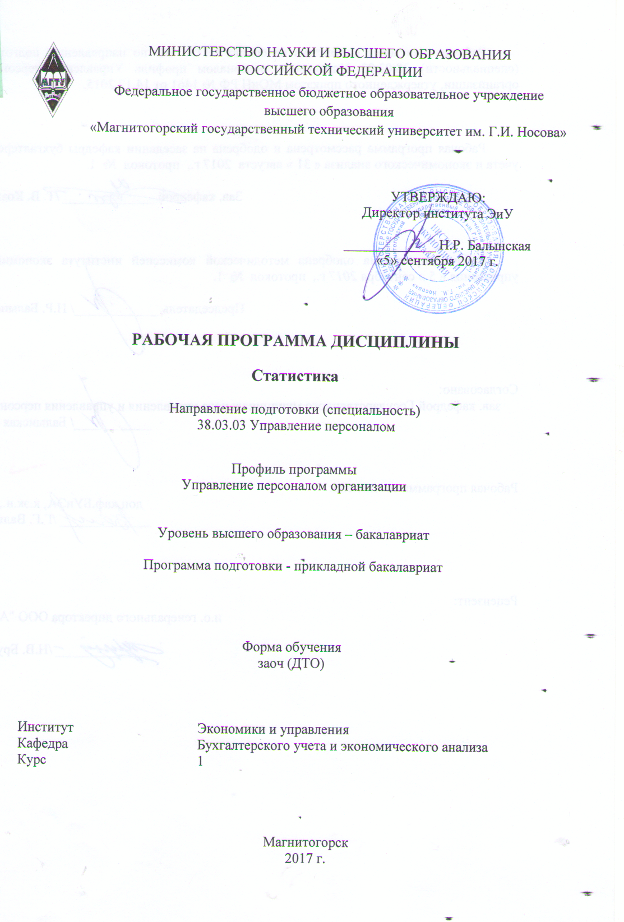 МИНИСТЕРСТВО НАУКИ И ВЫСШЕГО ОБРАЗОВАНИЯ
РОССИЙСКОЙ ФЕДЕРАЦИИ
Федеральное государственное бюджетное образовательное учреждение
высшего образования
«Магнитогорский государственный технический университет им. Г.И. Носова»
УТВЕРЖДАЮ:
Директор института ЭиУ
Н.Р. Балынская
«5» сентября 2017 г.
РАБОЧАЯ ПРОГРАММА ДИСЦИПЛИНЫ
Статистика
Направление подготовки (специальность)
38.03.03 Управление персоналом
Профиль программы
Управление персоналом организации
Уровень высшего образования – бакалавриат
Программа подготовки - прикладной бакалавриат
Форма обучения
заоч (ДТО)
Институт Экономики и управления
Кафедра Бухгалтерского учета и экономического анализа
Курс 1
Магнитогорск
2017 г.